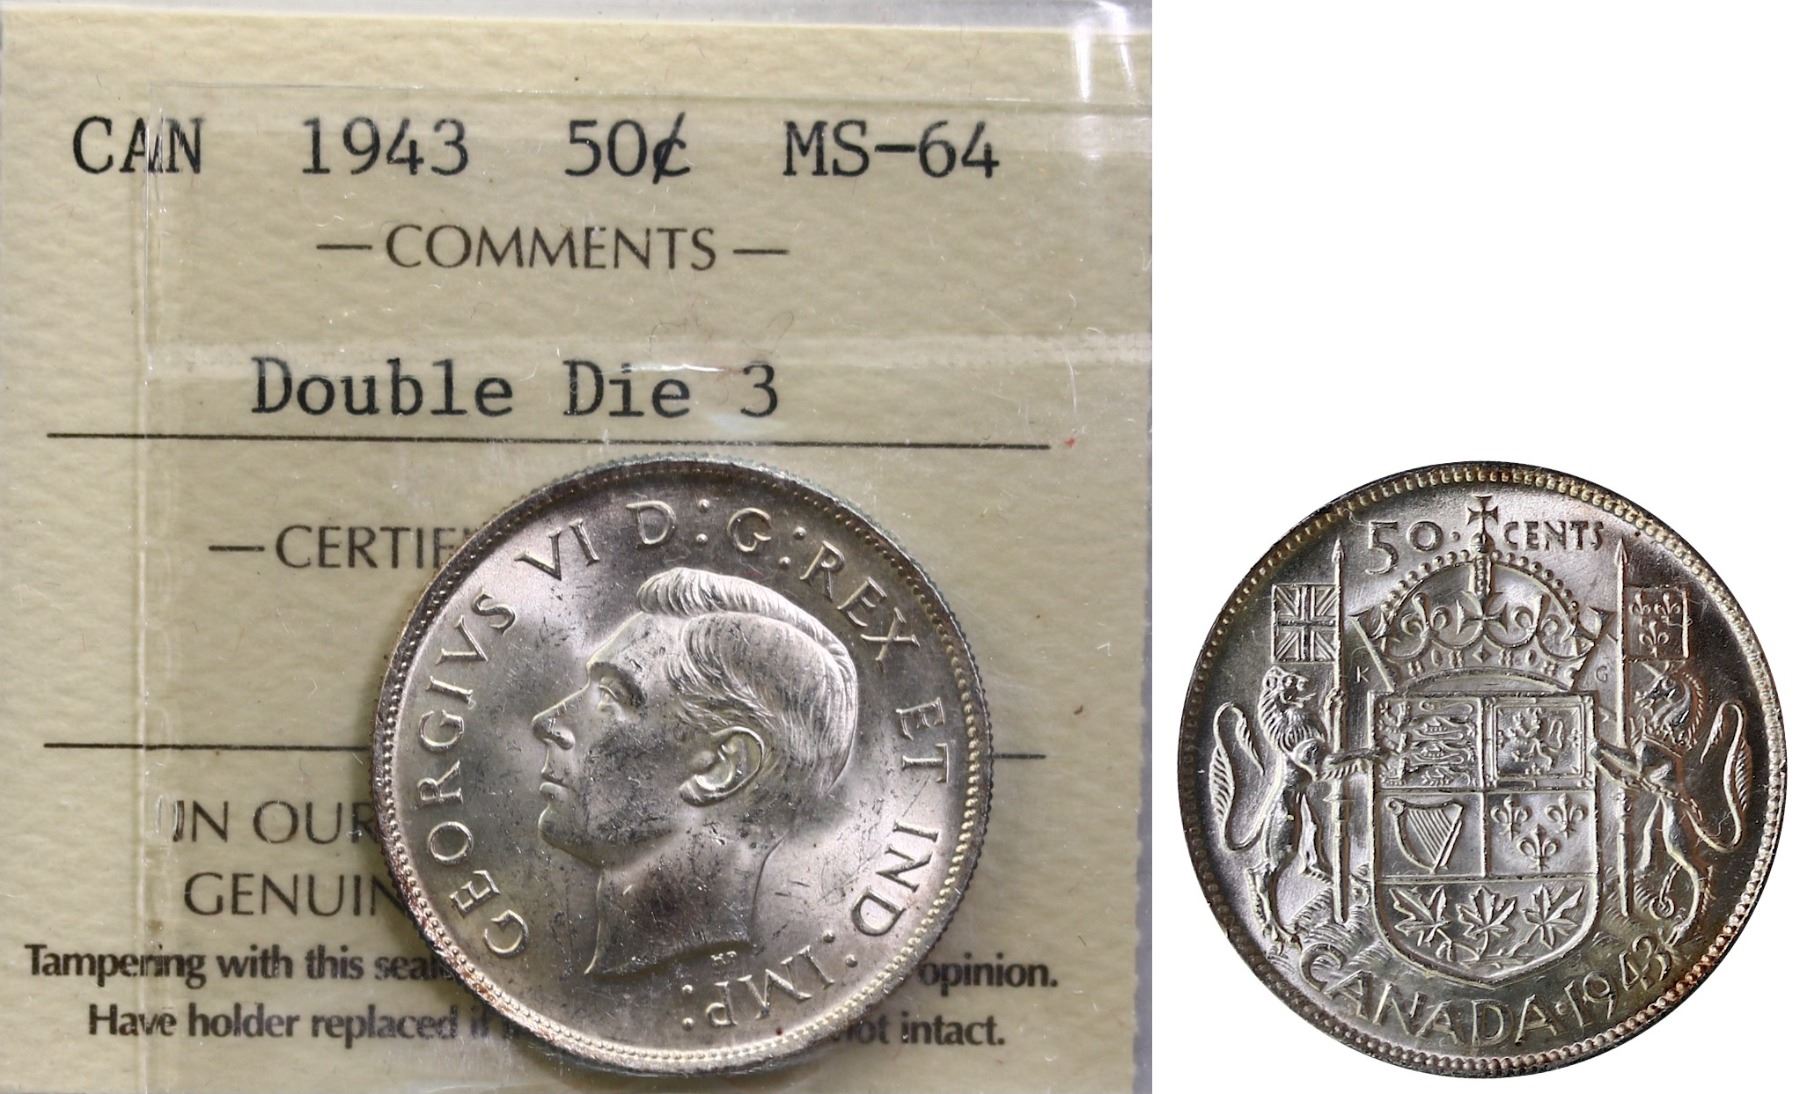 CAN 1943 50¢ MS-64
— COMMENTS —
Double Die 3
— CERTIF
IN OUR
GENUIN
Tampering with this seal opinion.
Have holder replaced if not intact.
GEORGIVS VI D:G:REX ET IND:IMP:
HP
50 CENTS
K G
CANADA·1943